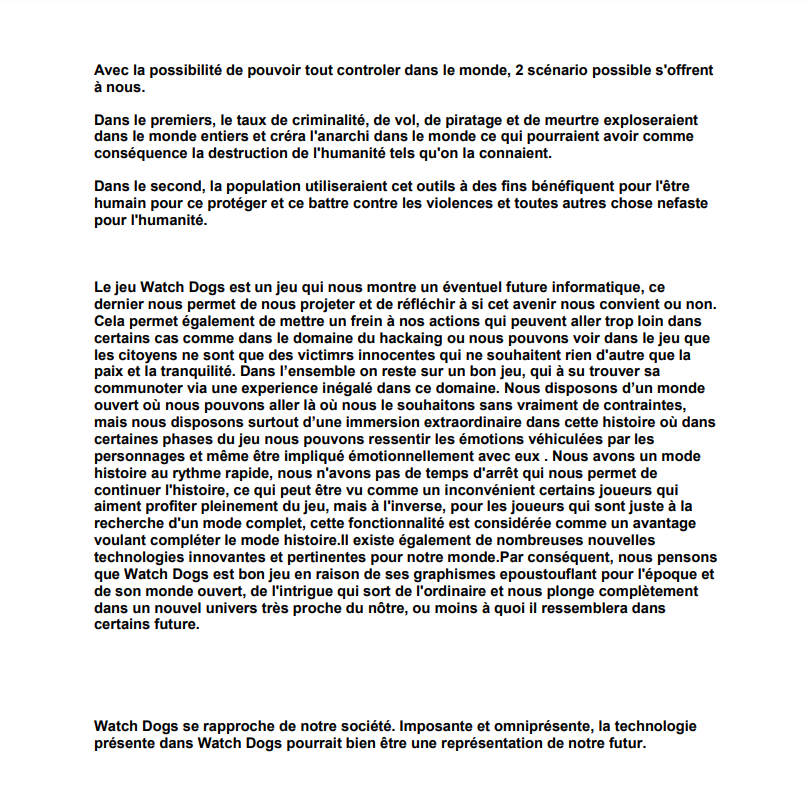 Avec la possibilité de pouvoir tout controler dans le monde, 2 scénario possible s'offrent
à nous.
Dans le premiers, le taux de criminalité, de vol, de piratage et de meurtre exploseraient
dans le monde entiers et créra l'anarchi dans le monde ce qui pourraient avoir comme
conséquence la destruction de l'humanité tels qu'on la connaient.
Dans le second, la population utiliseraient cet outils à des fins bénéfiquent pour l'être
humain pour ce protéger et ce battre contre les violences et toutes autres chose nefaste
pour l'humanité.
Le jeu Watch Dogs est un jeu qui nous montre un éventuel future informatique, ce
dernier nous permet de nous projeter et de réfléchir à si cet avenir nous convient ou non.
Cela permet également de mettre un frein à nos actions qui peuvent aller trop loin dans
certains cas comme dans le domaine du hackaing ou nous pouvons voir dans le jeu que
les citoyens ne sont que des victimrs innocentes qui ne souhaitent rien d'autre que la
paix et la tranquilité. Dans l’ensemble on reste sur un bon jeu, qui à su trouver sa
communoter via une experience inégalé dans ce domaine. Nous disposons d’un monde
ouvert où nous pouvons aller là où nous le souhaitons sans vraiment de contraintes,
mais nous disposons surtout d’une immersion extraordinaire dans cette histoire où dans
certaines phases du jeu nous pouvons ressentir les émotions véhiculées par les
personnages et même être impliqué émotionnellement avec eux . Nous avons un mode
histoire au rythme rapide, nous n'avons pas de temps d'arrêt qui nous permet de
continuer l'histoire, ce qui peut être vu comme un inconvénient certains joueurs qui
aiment profiter pleinement du jeu, mais à l'inverse, pour les joueurs qui sont juste à la
recherche d'un mode complet, cette fonctionnalité est considérée comme un avantage
voulant compléter le mode histoire.Il existe également de nombreuses nouvelles
technologies innovantes et pertinentes pour notre monde.Par conséquent, nous pensons
que Watch Dogs est bon jeu en raison de ses graphismes epoustouflant pour l'époque et
de son monde ouvert, de l'intrigue qui sort de l'ordinaire et nous plonge complètement
dans un nouvel univers très proche du nôtre, ou moins à quoi il ressemblera dans
certains future.
Watch Dogs se rapproche de notre société. Imposante et omniprésente, la technologie
présente dans Watch Dogs pourrait bien être une représentation de notre futur.